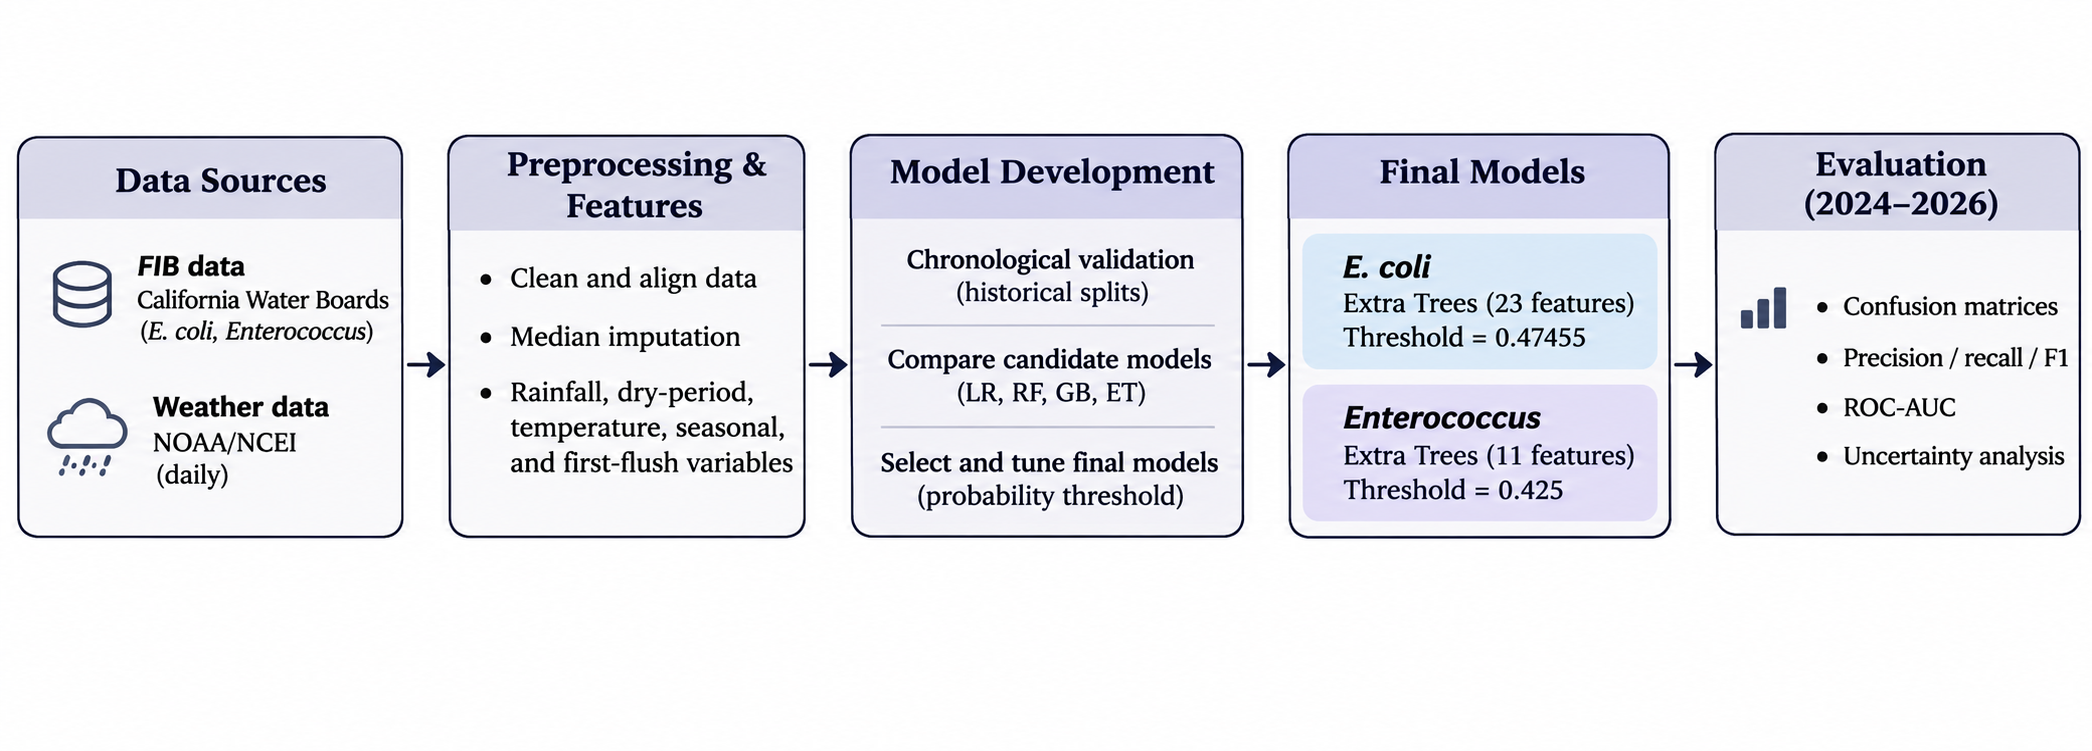 Data Sources
FIB data
California Water Boards
(E. coli, Enterococcus)
Weather data
NOAA/NCEI
(daily)
Preprocessing &
Features
• Clean and align data
• Median imputation
• Rainfall, dry-period,
temperature, seasonal,
and first-flush variables
Model Development
Chronological validation
(historical splits)
Compare candidate models
(LR, RF, GB, ET)
Select and tune final models
(probability threshold)
Final Models
E. coli
Extra Trees (23 features)
Threshold = 0.47455
Enterococcus
Extra Trees (11 features)
Threshold = 0.425
Evaluation
(2024–2026)
• Confusion matrices
• Precision / recall / F1
• ROC-AUC
• Uncertainty analysis